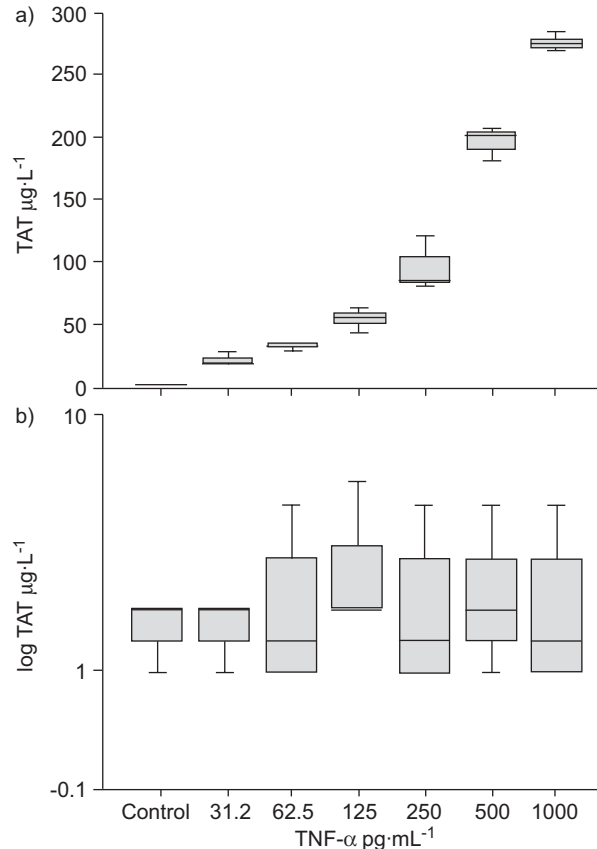 a)
300
250
200
150
100
50
0
TAT µg·L⁻¹
b)
10
1
-0.1
log TAT µg·L⁻¹
Control 31.2 62.5 125 250 500 1000
TNF-α pg·mL⁻¹